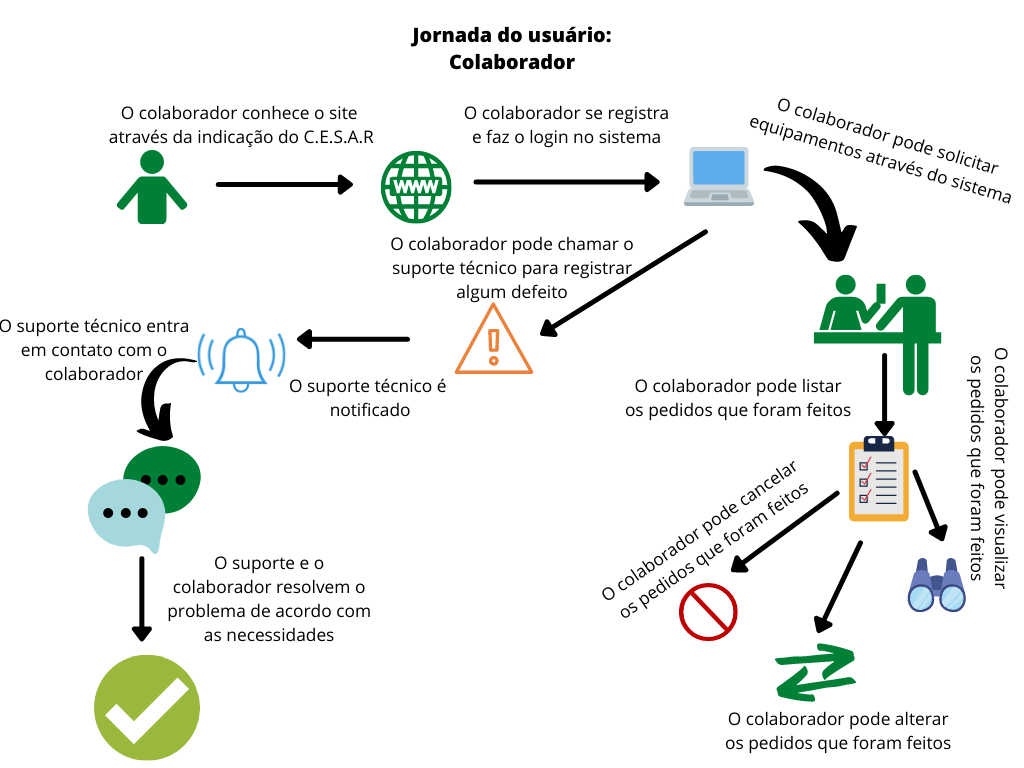 Jornada do usuário:
Colaborador
O colaborador conhece o site
através da indicação do C.E.S.A.R
O colaborador se registra
e faz o login no sistema
O colaborador pode solicitar
equipamentos através do sistema
WWW
O colaborador pode chamar o
suporte técnico para registrar
algum defeito
O suporte técnico entra
em contato com o
colaborador
O suporte técnico é
notificado
O colaborador pode listar
os pedidos que foram feitos
O colaborador pode visualizar
os pedidos que foram feitos
O colaborador pode cancelar
os pedidos que foram feitos
O suporte e o
colaborador resolvem o
problema de acordo com
as necessidades
O colaborador pode alterar
os pedidos que foram feitos